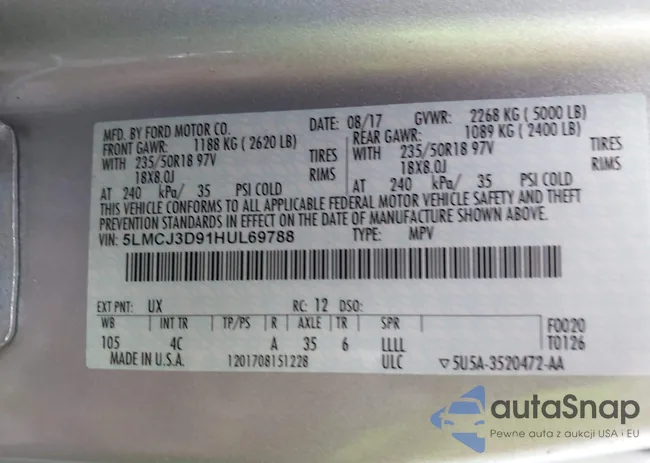 MFD. BY FORD MOTOR CO. DATE: 08/17 GVWR: 2268 KG (5000 LB)
FRONT GAWR: 1188 KG (2620 LB) REAR GAWR: 1089 KG (2400 LB)
WITH 235/50R18 97V TIRES WITH 235/50R18 97V TIRES
18X8.0J RIMS 18X8.0J RIMS
AT 240 kPa/ 35 PSI COLD AT 240 kPa/ 35 PSI COLD
THIS VEHICLE CONFORMS TO ALL APPLICABLE FEDERAL MOTOR VEHICLE SAFETY AND THEFT
PREVENTION STANDARDS IN EFFECT ON THE DATE OF MANUFACTURE SHOWN ABOVE.
VIN: 5LMCJ3D91HUL69788 TYPE: MPV
EXT PNT: UX RC: 12 DSO:
WB INT TR TP/PS R AXLE TR SPR F0020
105 4C A 35 6 LLLL T0126
MADE IN U.S.A. 1201708151228 ULC ▽5U5A-3520472-AA
autaSnap
Pewne auta z aukcji USA i EU